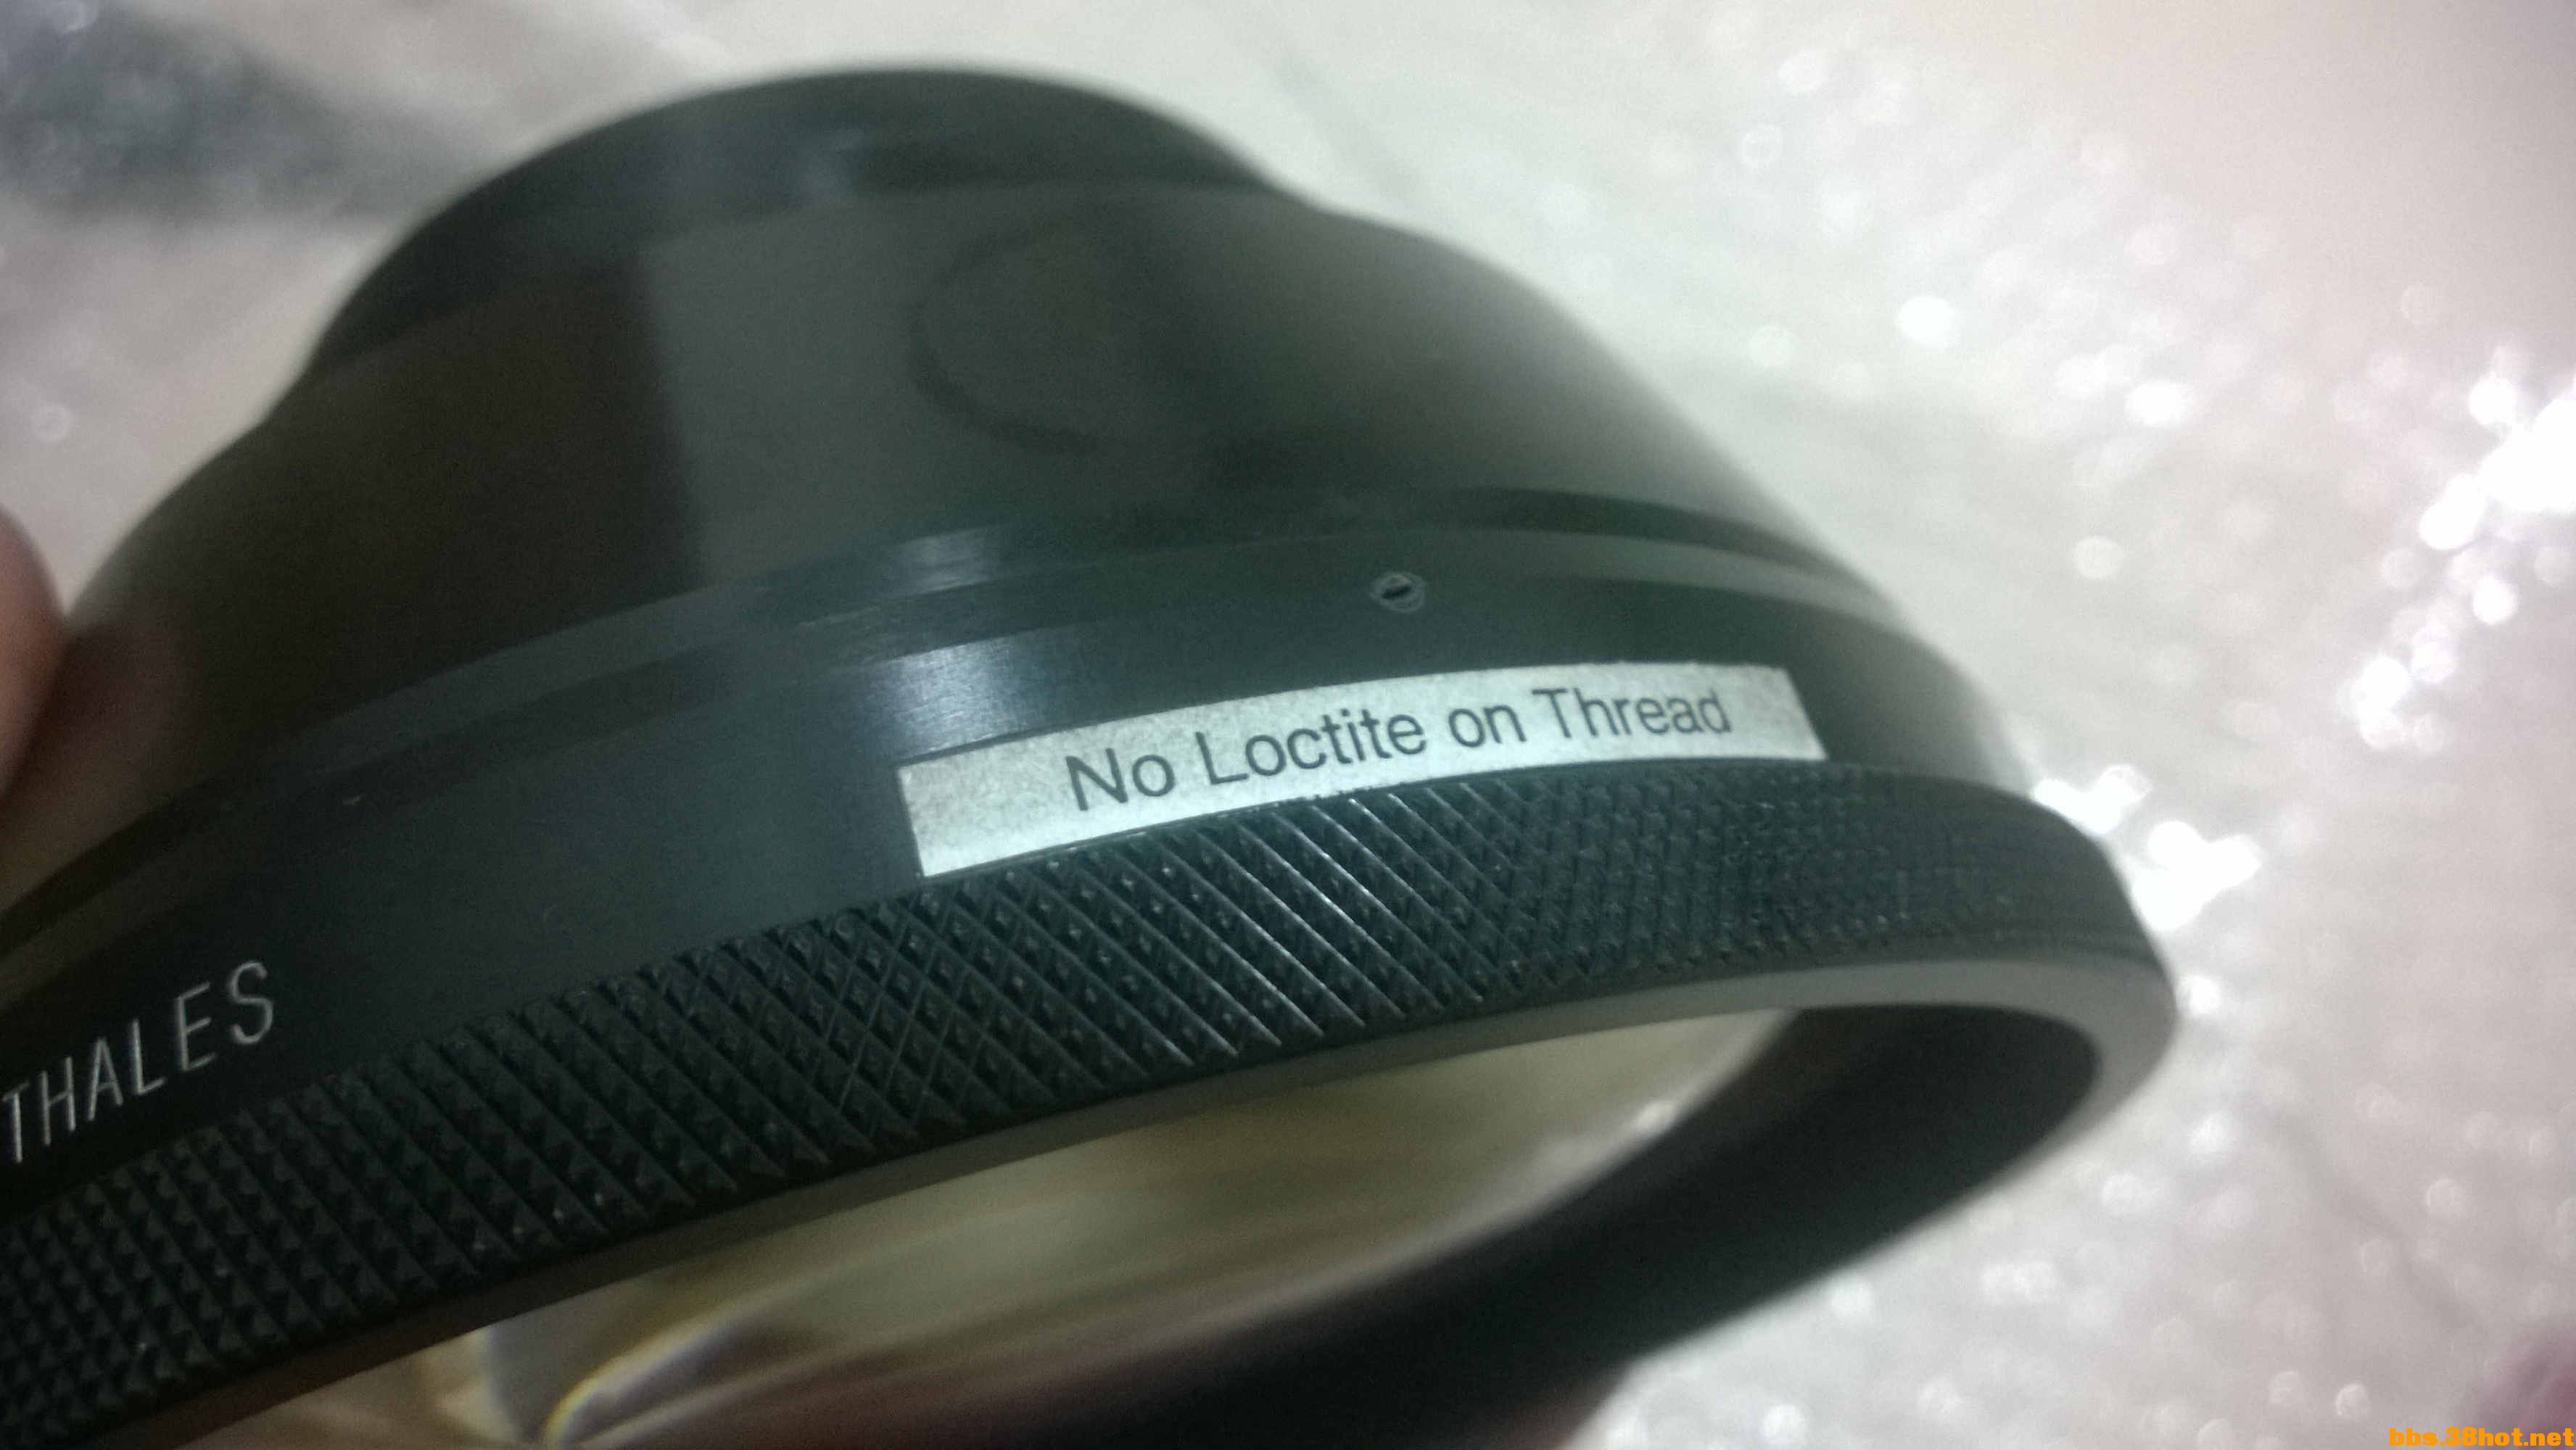 No Loctite on Thread
THALES
bbs.38hot.net